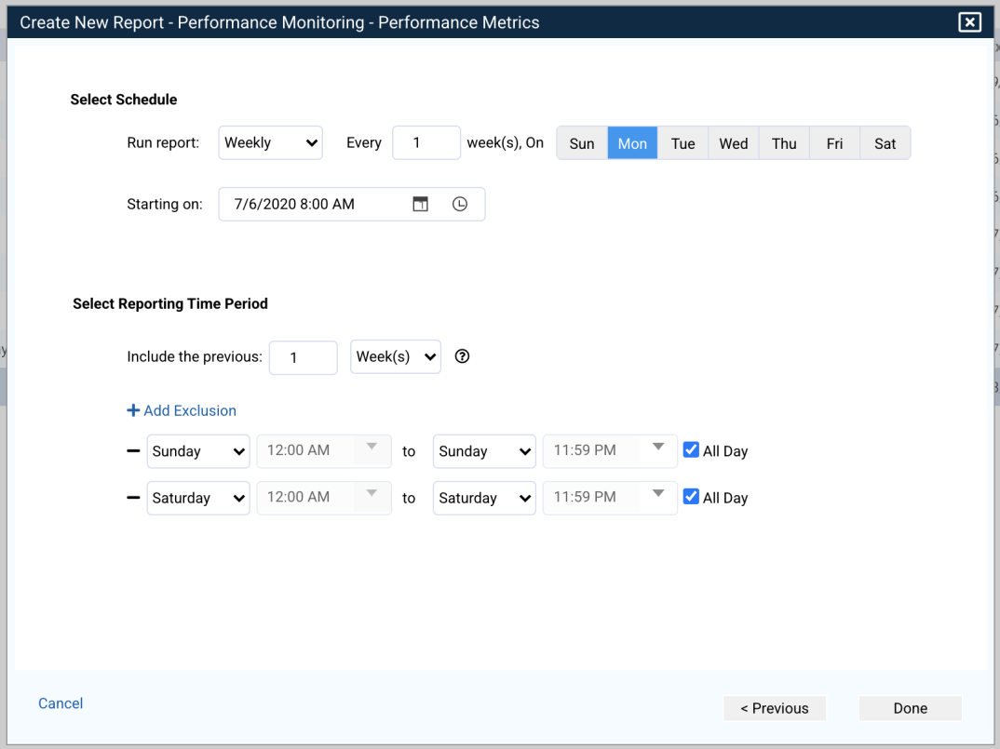 Create New Report - Performance Monitoring - Performance Metrics
Select Schedule
Run report: Weekly Every 1 week(s), On Sun Mon Tue Wed Thu Fri Sat
Starting on: 7/6/2020 8:00 AM
Select Reporting Time Period
Include the previous: 1 Week(s) ?
+ Add Exclusion
Sunday 12:00 AM to Sunday 11:59 PM All Day
Saturday 12:00 AM to Saturday 11:59 PM All Day
Cancel < Previous Done